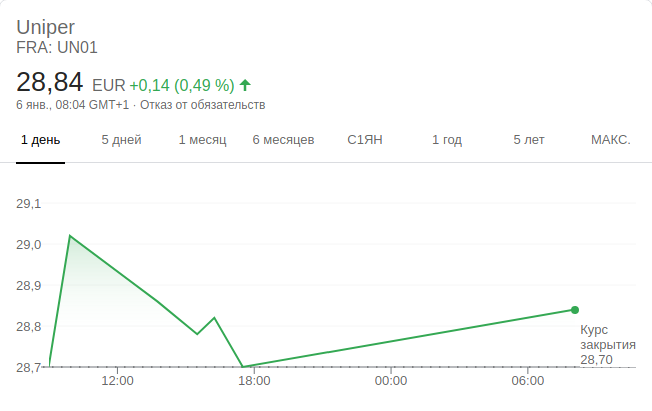 Uniper
FRA: UN01
28,84 EUR +0,14 (0,49 %)
6 янв., 08:04 GMT+1 · Отказ от обязательств
1 день 5 дней 1 месяц 6 месяцев С1ЯН 1 год 5 лет МАКС.
29,1
29,0
28,9
28,8
28,7
Курс
закрытия
28,70
12:00 18:00 00:00 06:00